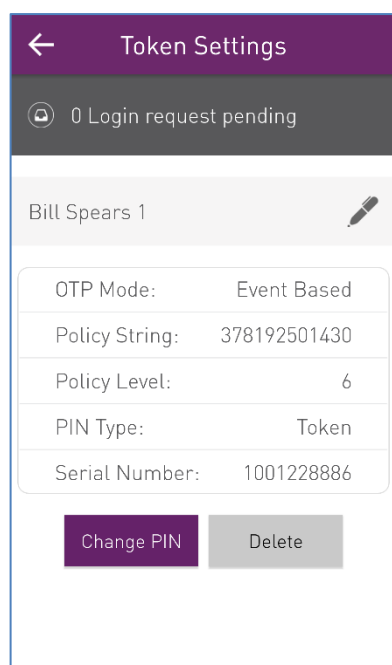 Token Settings
0 Login request pending
Bill Spears 1
OTP Mode: Event Based
Policy String: 378192501430
Policy Level: 6
PIN Type: Token
Serial Number: 1001228886
Change PIN Delete